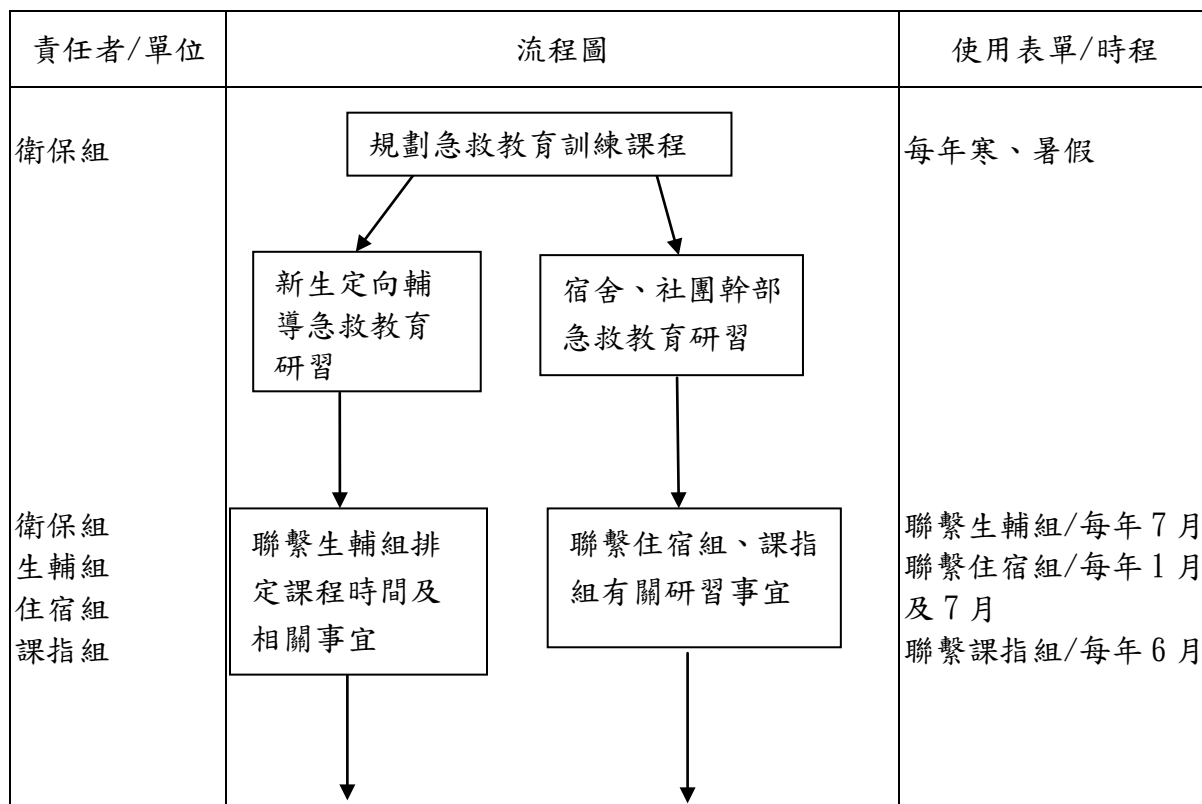 責任者/單位
流程圖
使用表單/時程
衛保組
規劃急救教育訓練課程
每年寒、暑假
新生定向輔
導急救教育
研習
宿舍、社團幹部
急救教育研習
衛保組
生輔組
住宿組
課指組
聯繫生輔組排
定課程時間及
相關事宜
聯繫住宿組、課指
組有關研習事宜
聯繫生輔組/每年 7 月
聯繫住宿組/每年 1 月
及 7 月
聯繫課指組/每年 6 月